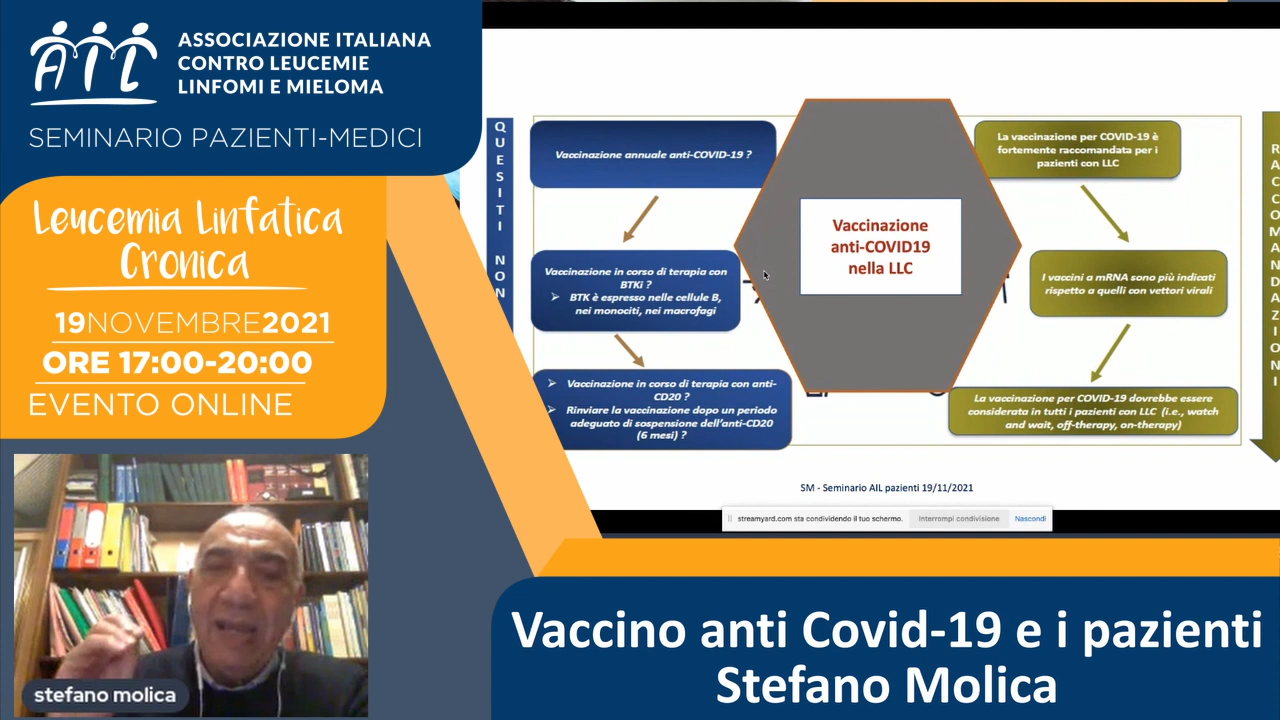 AIL
ASSOCIAZIONE ITALIANA
CONTRO LEUCEMIE
LINFOMI E MIELOMA
SEMINARIO PAZIENTI-MEDICI
Leucemia Linfatica
Cronica
19NOVEMBRE2021
ORE 17:00-20:00
EVENTO ONLINE
stefano molica
QUESITI NON
Vaccinazione annuale anti-COVID-19 ?
Vaccinazione in corso di terapia con
BTKi ?
➢ BTK è espresso nelle cellule B,
nei monociti, nei macrofagi
➢ Vaccinazione in corso di terapia con anti-
CD20 ?
➢ Rinviare la vaccinazione dopo un periodo
adeguato di sospensione dell'anti-CD20
(6 mesi) ?
Vaccinazione
anti-COVID19
nella LLC
La vaccinazione per COVID-19 è
fortemente raccomandata per i
pazienti con LLC
I vaccini a mRNA sono più indicati
rispetto a quelli con vettori virali
La vaccinazione per COVID-19 dovrebbe essere
considerata in tutti i pazienti con LLC (i.e., watch
and wait, off-therapy, on-therapy)
RACCOMANDAZIONI
SM - Seminario AIL pazienti 19/11/2021
streamyard.com sta condividendo il tuo schermo. Interrompi condivisione Nascondi
Vaccino anti Covid-19 e i pazienti
Stefano Molica